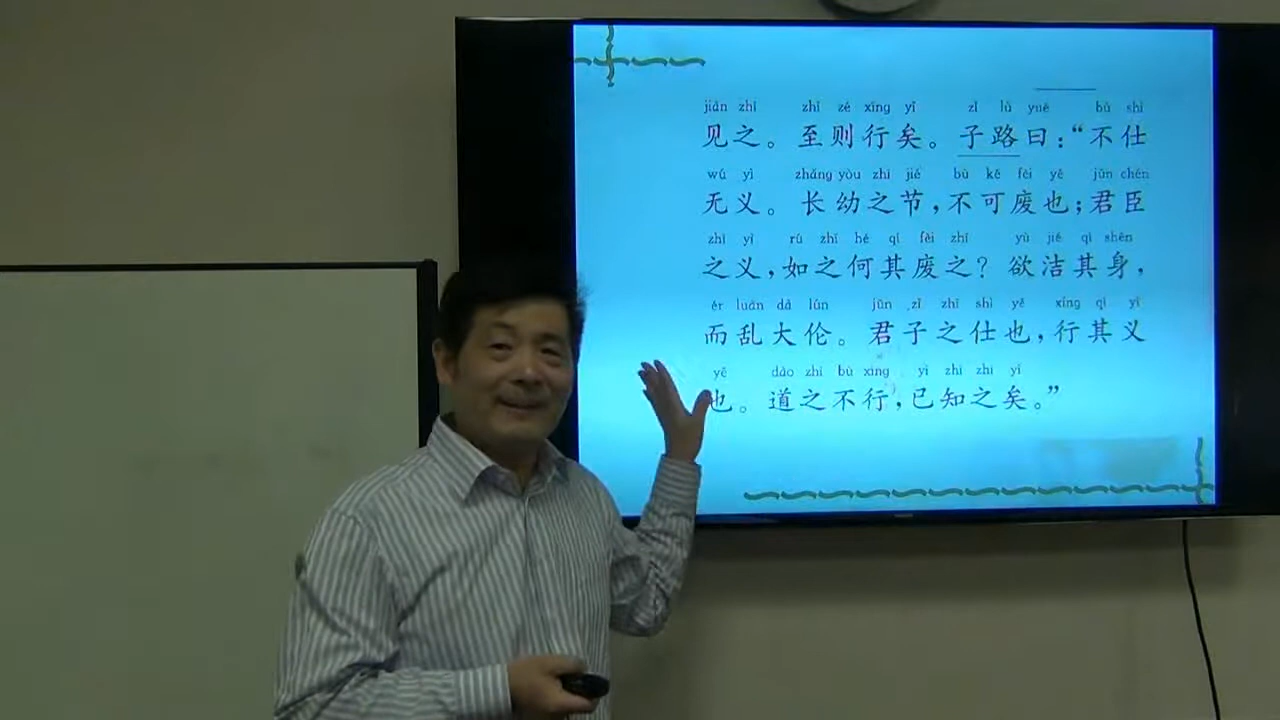 jiàn zhī zhì zé xíng yǐ zǐ lù yuē bú shì
见之。至则行矣。子路曰：“不仕
wú yì zhǎng yòu zhī jié bù kě fèi yě jūn chén
无义。长幼之节，不可废也；君臣
zhī yì rú zhī hé qí fèi zhī yù jié qí shēn
之义，如之何其废之？欲洁其身，
ér luàn dà lún jūn zǐ zhī shì yě xíng qí yì
而乱大伦。君子之仕也，行其义
yě dào zhī bù xíng yǐ zhī zhī yǐ
也。道之不行，已知之矣。”